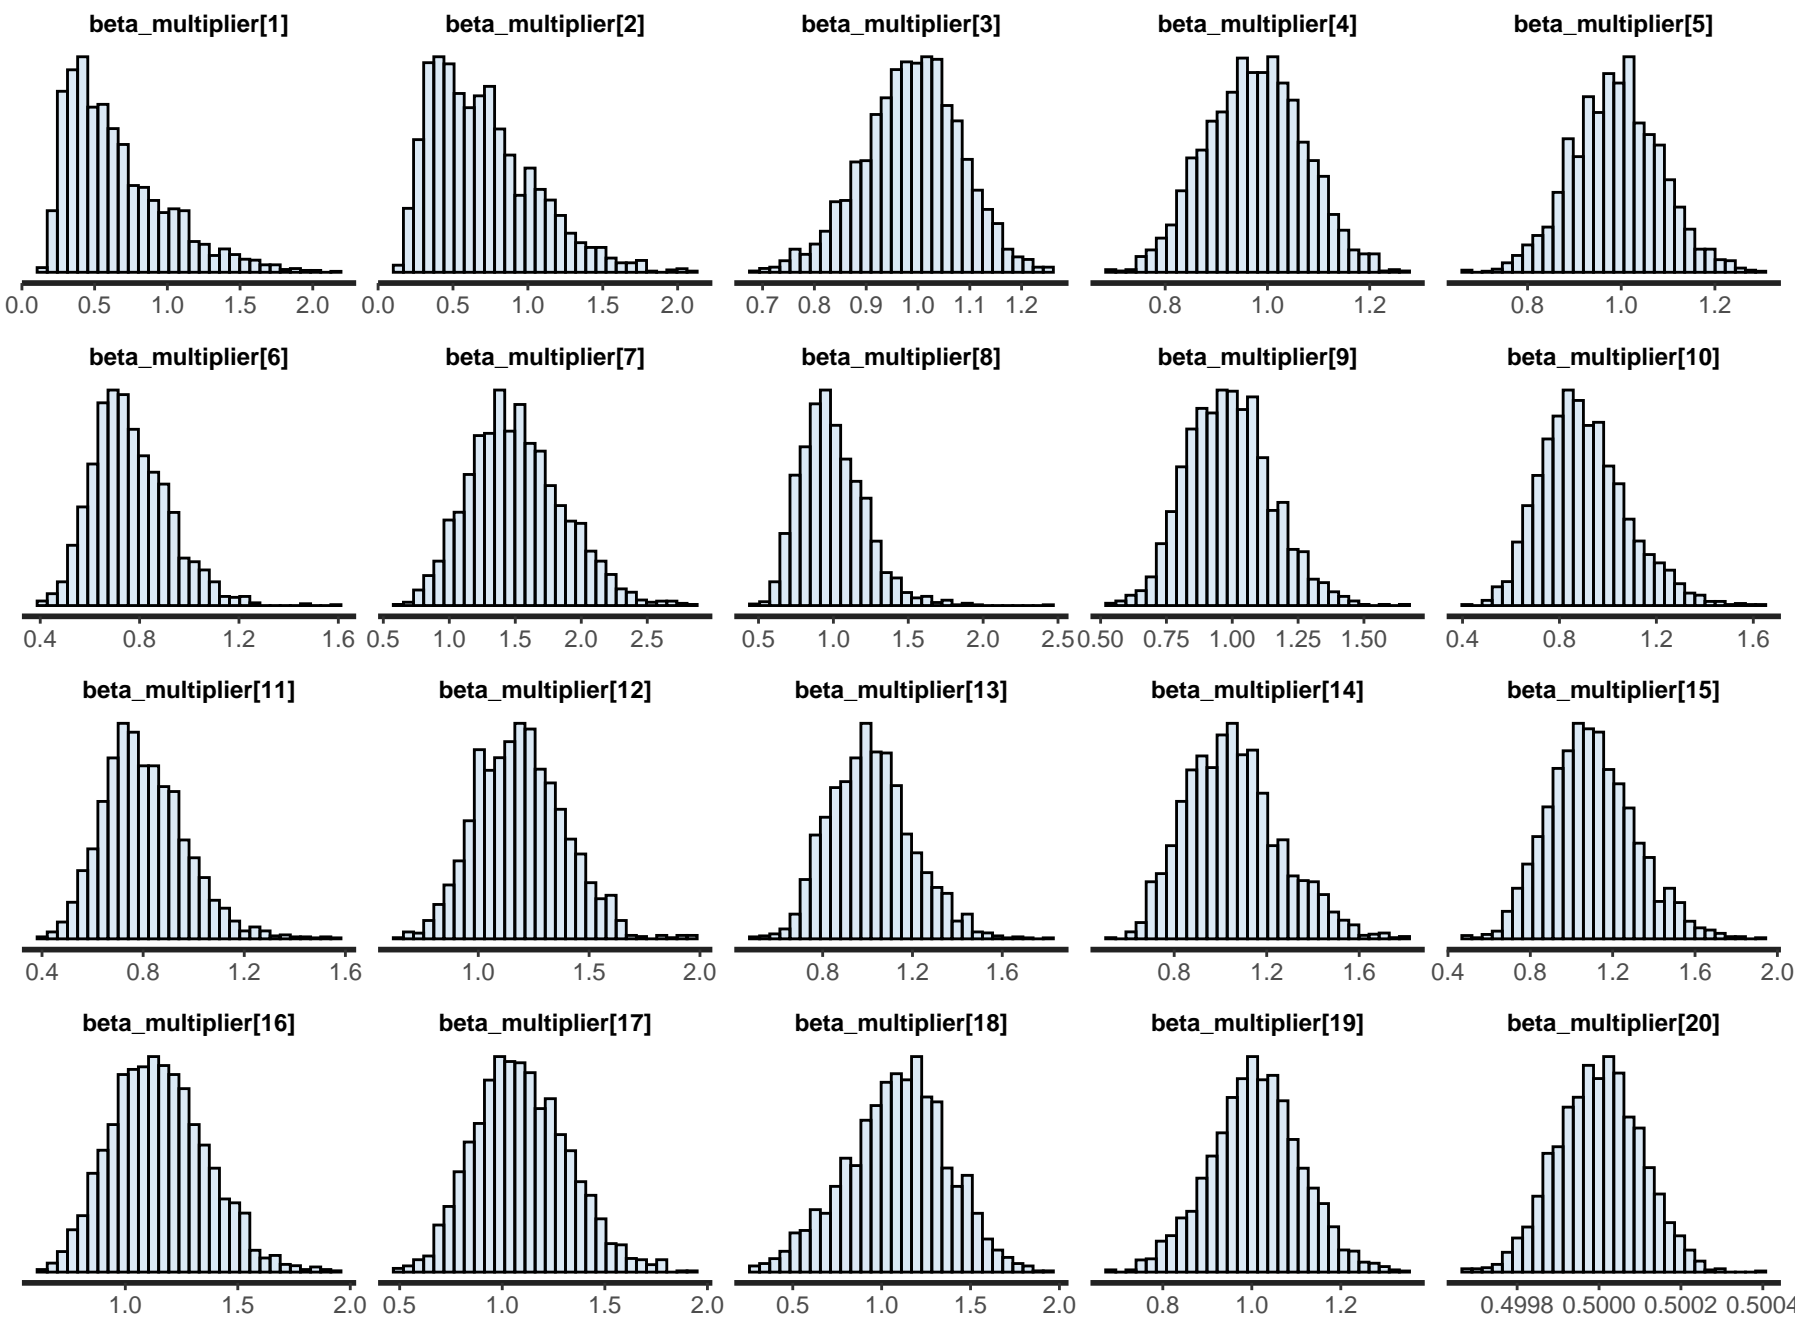 beta_multiplier[1] beta_multiplier[2] beta_multiplier[3] beta_multiplier[4] beta_multiplier[5]
0.0 0.5 1.0 1.5 2.0 0.0 0.5 1.0 1.5 2.0 0.7 0.8 0.9 1.0 1.1 1.2 0.8 1.0 1.2 0.8 1.0 1.2
beta_multiplier[6] beta_multiplier[7] beta_multiplier[8] beta_multiplier[9] beta_multiplier[10]
0.4 0.8 1.2 1.6 0.5 1.0 1.5 2.0 2.5 0.5 1.0 1.5 2.0 2.5 0.50 0.75 1.00 1.25 1.50 0.4 0.8 1.2 1.6
beta_multiplier[11] beta_multiplier[12] beta_multiplier[13] beta_multiplier[14] beta_multiplier[15]
0.4 0.8 1.2 1.6 1.0 1.5 2.0 0.8 1.2 1.6 0.8 1.2 1.6 0.4 0.8 1.2 1.6 2.0
beta_multiplier[16] beta_multiplier[17] beta_multiplier[18] beta_multiplier[19] beta_multiplier[20]
1.0 1.5 2.0 0.5 1.0 1.5 2.0 0.5 1.0 1.5 2.0 0.8 1.0 1.2 0.4998 0.5000 0.5002 0.5004